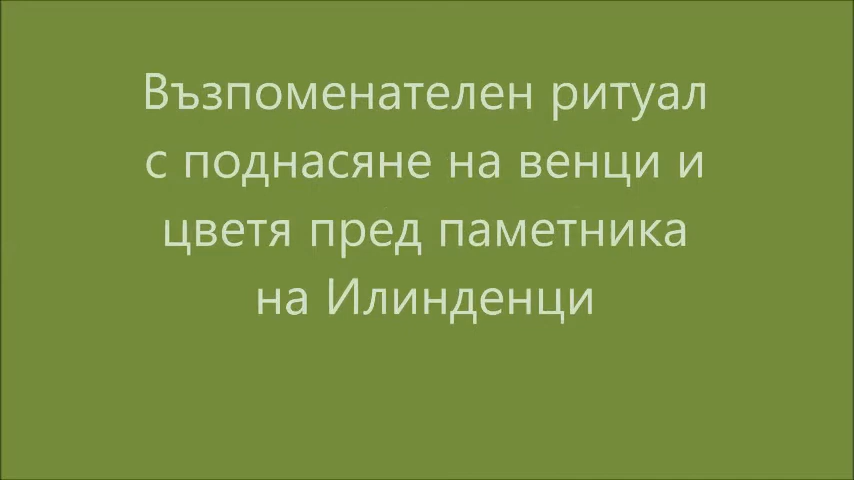 Възпоменателен ритуал
с поднасяне на венци и
цветя пред паметника
на Илинденци